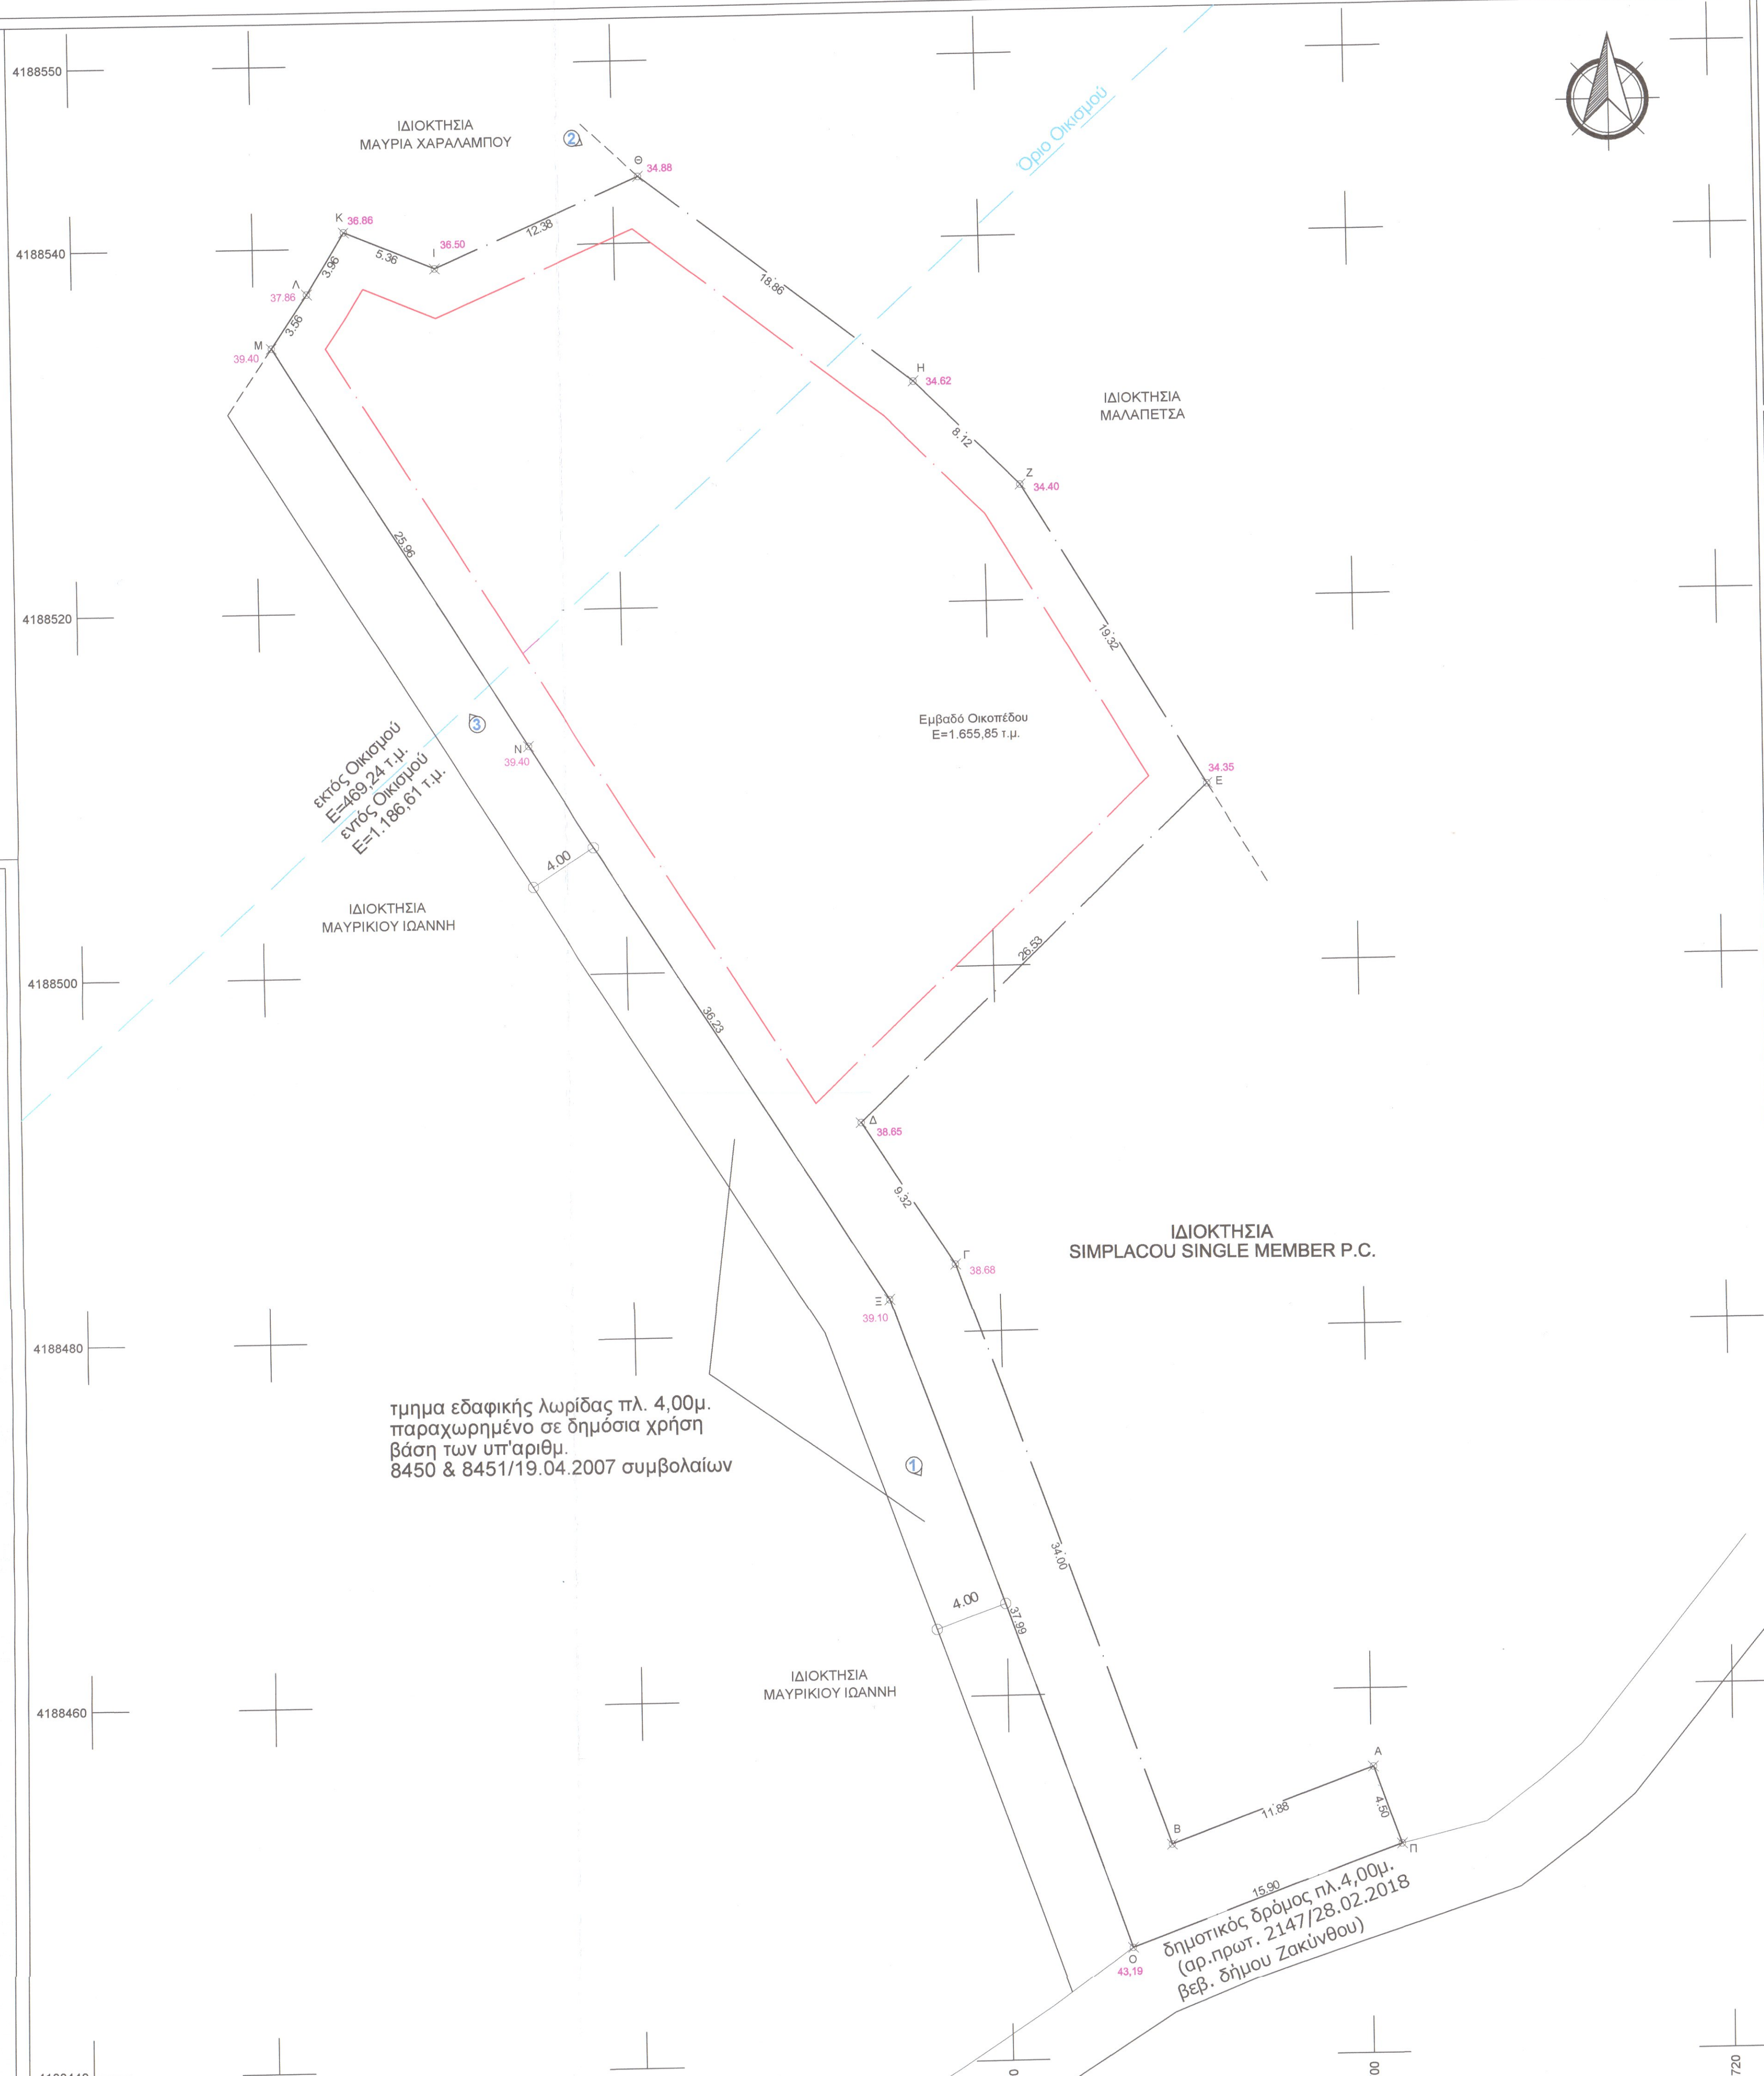 4188550
ΙΔΙΟΚΤΗΣΙΑ
ΜΑΥΡΙΑ ΧΑΡΑΛΑΜΠΟΥ
2
Όριο Οικισμού
Θ
34.88
Κ
36.86
12.38
36.50
Ι
5.36
4188540
3.96
Λ
37.86
18.86
3.56
Μ
39.40
Η
34.62
ΙΔΙΟΚΤΗΣΙΑ
ΜΑΛΑΠΕΤΣΑ
8.12
Ζ
34.40
25.96
4188520
19.32
3
Εμβαδό Οικοπέδου
Ε=1.655,85 τ.μ.
Ν
39.40
34.35
Ε
εκτός Οικισμού
Ε=469,24 τ.μ.
εντός Οικισμού
Ε=1.186,61 τ.μ.
4.00
ΙΔΙΟΚΤΗΣΙΑ
ΜΑΥΡΙΚΙΟΥ ΙΩΑΝΝΗ
26.53
4188500
36.23
Δ
38.65
9.32
ΙΔΙΟΚΤΗΣΙΑ
SIMPLACOU SINGLE MEMBER P.C.
Γ
38.68
Ξ
39.10
4188480
τμημα εδαφικής λωρίδας πλ. 4,00μ.
παραχωρημένο σε δημόσια χρήση
βάση των υπ'αριθμ.
8450 & 8451/19.04.2007 συμβολαίων
1
34.00
4.00
37.99
ΙΔΙΟΚΤΗΣΙΑ
ΜΑΥΡΙΚΙΟΥ ΙΩΑΝΝΗ
4188460
Α
11.88
4.50
Β
Π
15.90
δημοτικός δρόμος πλ.4,00μ.
(αρ.πρωτ. 2147/28.02.2018
βεβ. δήμου Ζακύνθου)
Ο
43,19
0
00
720